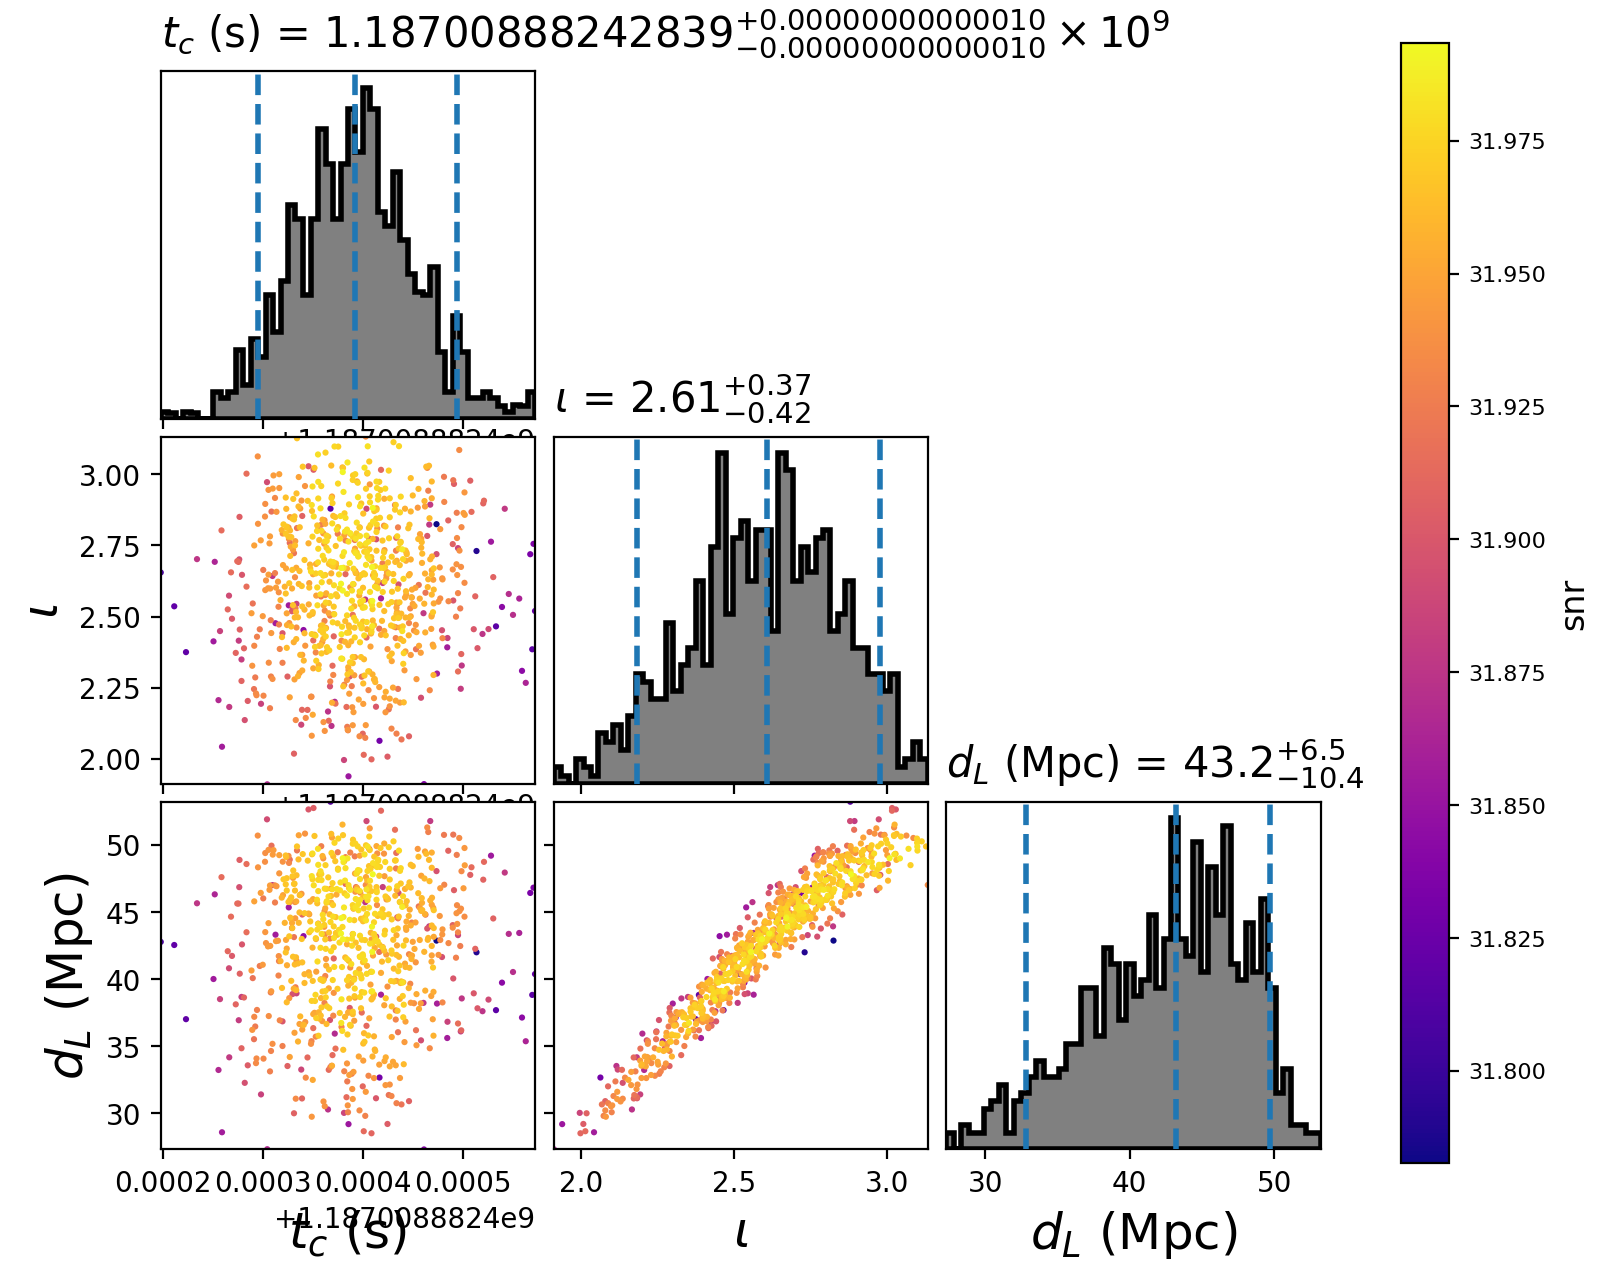 t_c (s) = 1.18700888242839^{+0.00000000000010}_{−0.00000000000010} × 10^9
31.975
31.950
31.925
31.900
31.875
31.850
31.825
31.800
snr
ι = 2.61^{+0.37}_{−0.42}
3.00
2.75
2.50
2.25
2.00
ι
d_L (Mpc) = 43.2^{+6.5}_{−10.4}
50
45
40
35
30
d_L (Mpc)
0.0002 0.0003 0.0004 0.0005
+1.1870088824e9
t_c (s)
2.0 2.5 3.0
ι
30 40 50
d_L (Mpc)